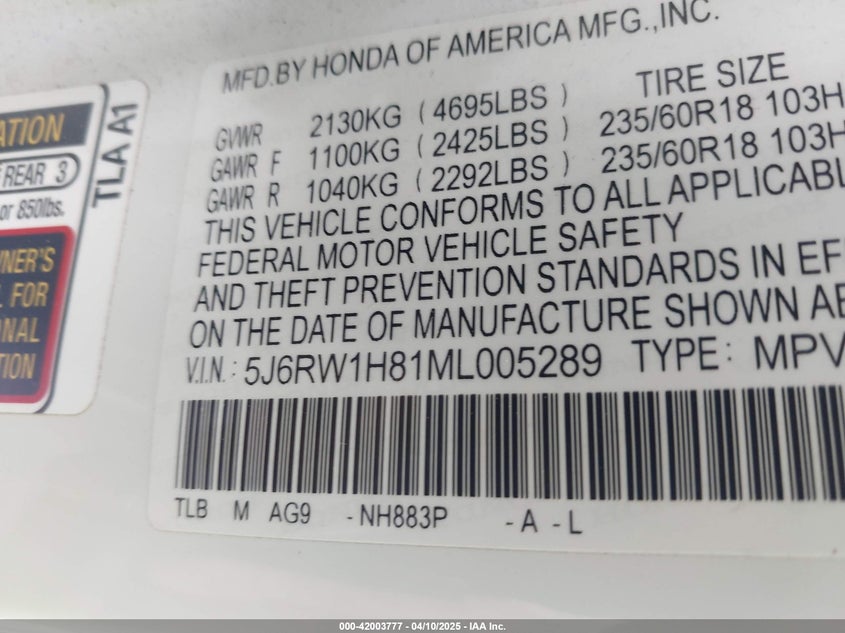 ATION
REAR 3
or 850lbs.
NER'S
L FOR
NAL
TION
TLA A1
MFD.BY HONDA OF AMERICA MFG.,INC.
TIRE SIZE
GVWR 2130KG ( 4695LBS )
GAWR F 1100KG ( 2425LBS ) 235/60R18 103H
GAWR R 1040KG ( 2292LBS ) 235/60R18 103H
THIS VEHICLE CONFORMS TO ALL APPLICABL
FEDERAL MOTOR VEHICLE SAFETY
AND THEFT PREVENTION STANDARDS IN EF
ON THE DATE OF MANUFACTURE SHOWN AB
V.I.N.: 5J6RW1H81ML005289 TYPE: MPV
TLB M AG9 -NH883P -A -L
000-42003777 - 04/10/2025 - IAA Inc.